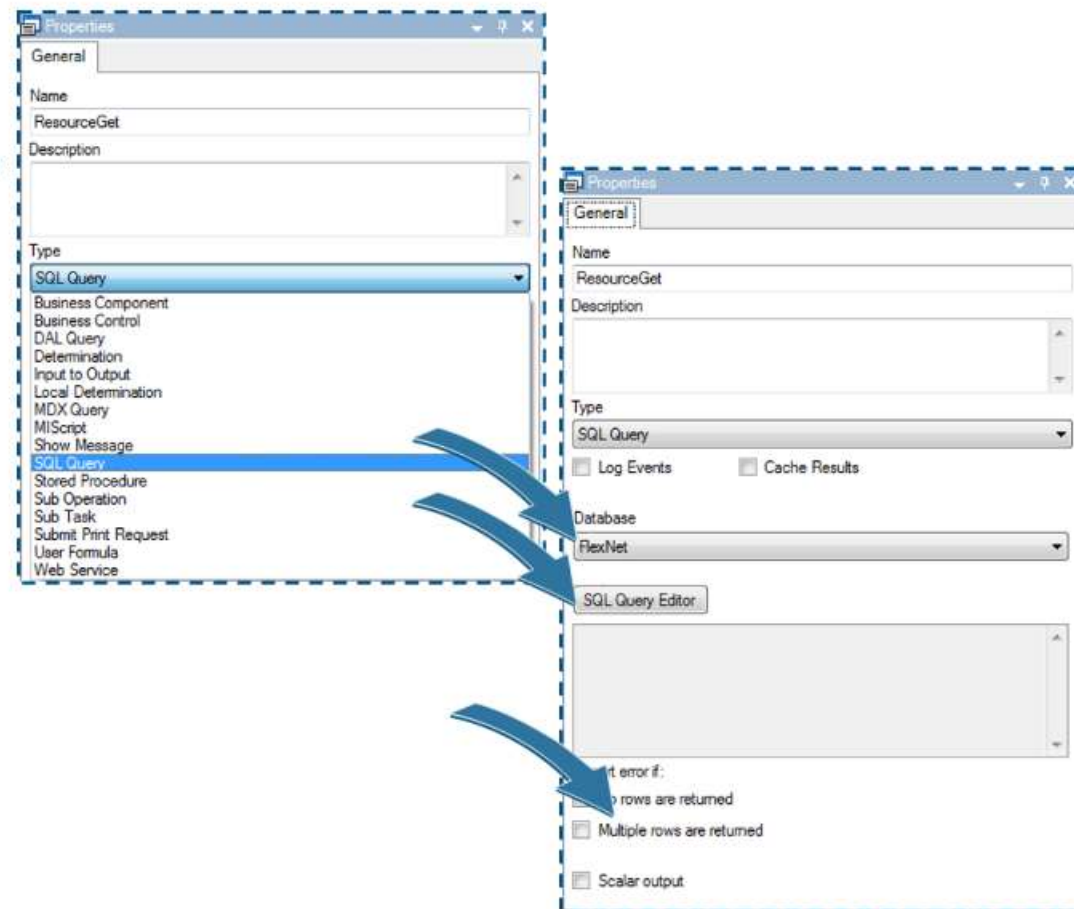 Properties
General
Name
ResourceGet
Description
Type
SQL Query
Business Component
Business Control
DAL Query
Determination
Input to Output
Local Determination
MDX Query
MIScript
Show Message
SQL Query
Stored Procedure
Sub Operation
Sub Task
Submit Print Request
User Formula
Web Service
Properties
General
Name
ResourceGet
Description
Type
SQL Query
Log Events Cache Results
Database
FlexNet
SQL Query Editor
error if:
rows are returned
Multiple rows are returned
Scalar output